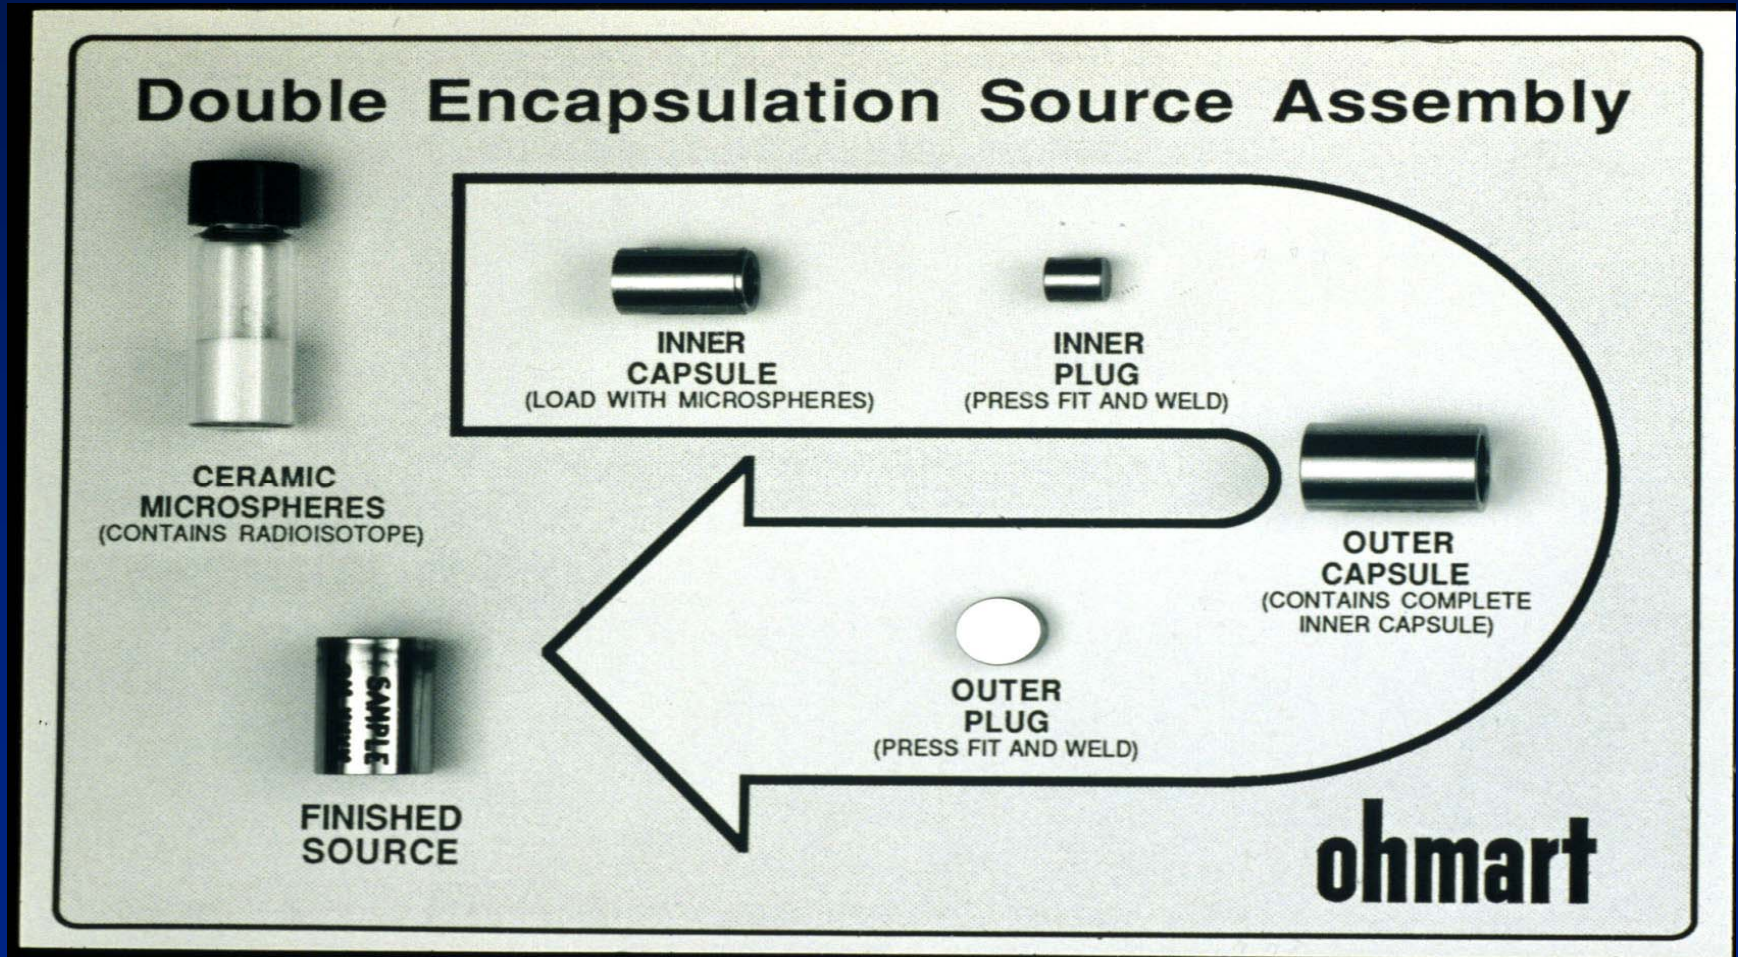 Double Encapsulation Source Assembly
CERAMIC
MICROSPHERES
(CONTAINS RADIOISOTOPE)
INNER
CAPSULE
(LOAD WITH MICROSPHERES)
INNER
PLUG
(PRESS FIT AND WELD)
OUTER
CAPSULE
(CONTAINS COMPLETE
INNER CAPSULE)
OUTER
PLUG
(PRESS FIT AND WELD)
SAMPLE
FINISHED
SOURCE
ohmart